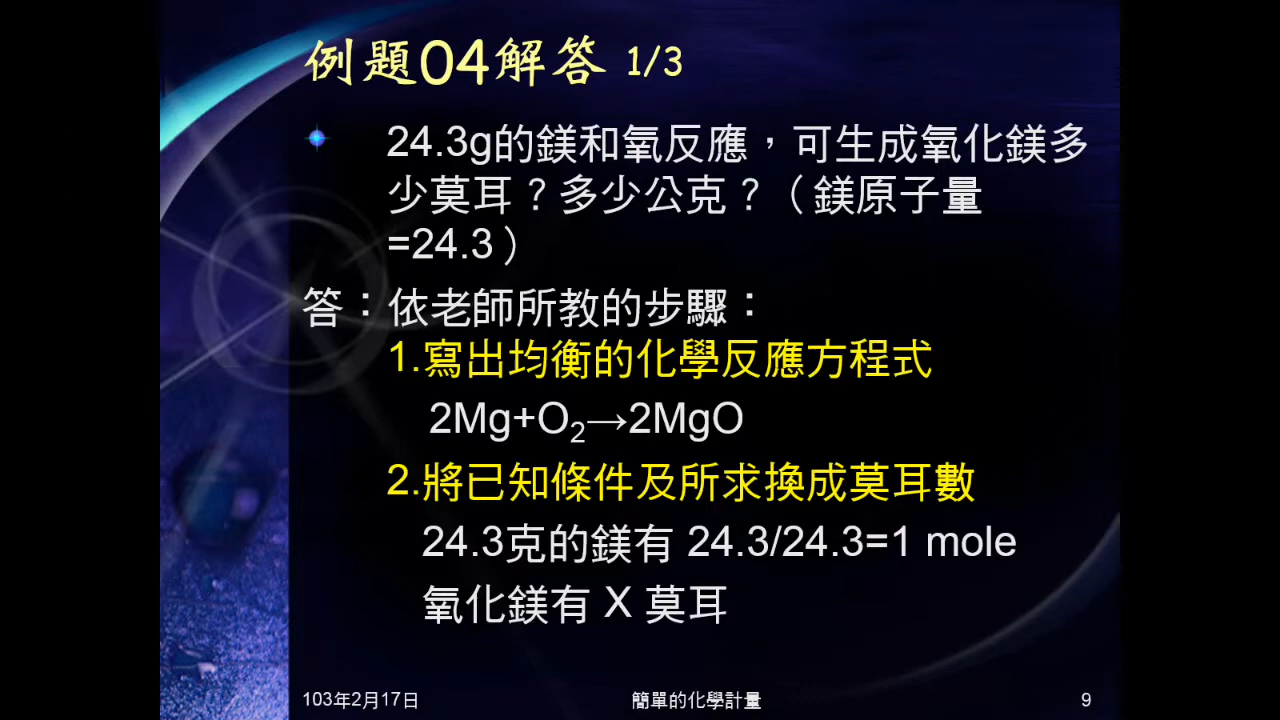 例題04解答 1/3
24.3g的鎂和氧反應，可生成氧化鎂多
少莫耳？多少公克？（鎂原子量
=24.3）
答：依老師所教的步驟：
1.寫出均衡的化學反應方程式
2Mg+O₂→2MgO
2.將已知條件及所求換成莫耳數
24.3克的鎂有 24.3/24.3=1 mole
氧化鎂有 X 莫耳
103年2月17日
簡單的化學計量
9